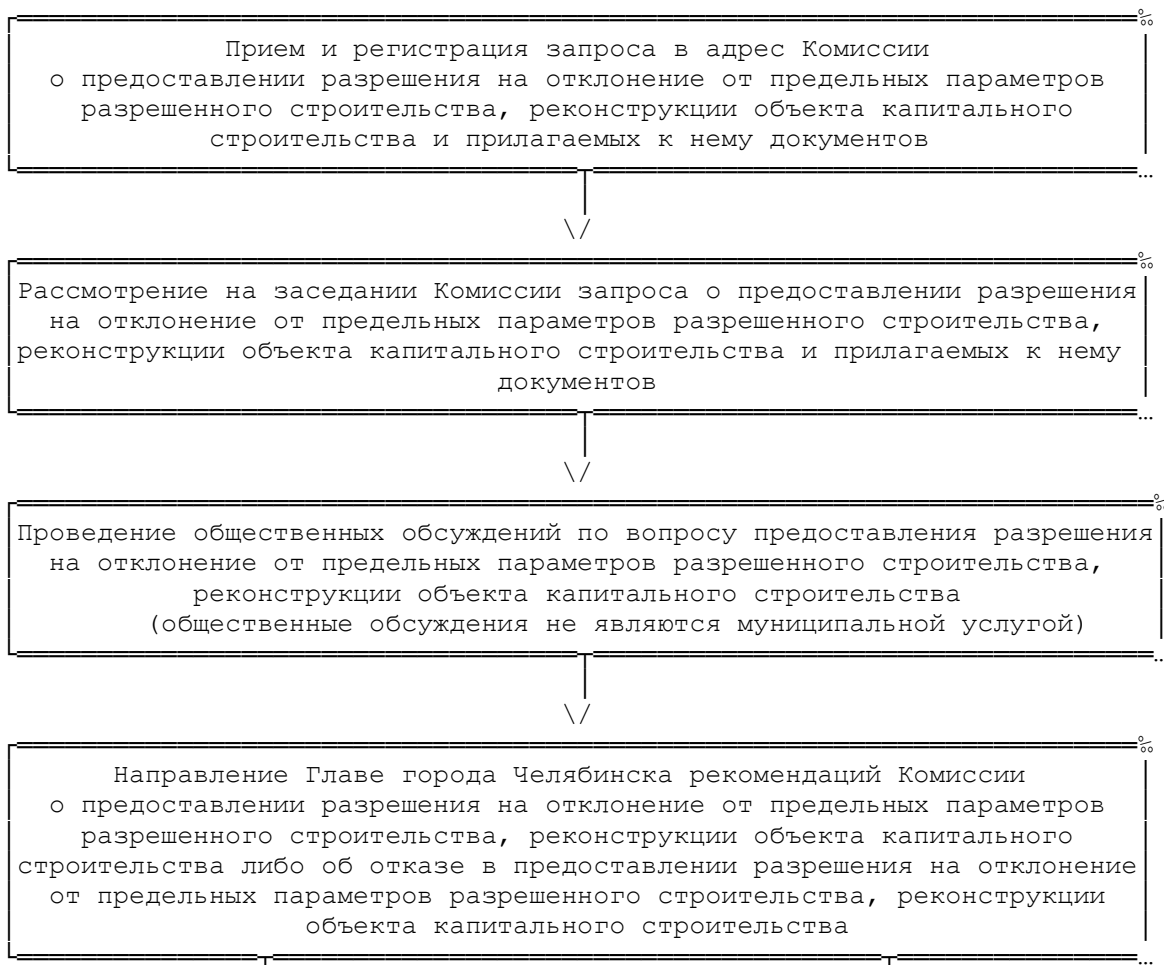 Прием и регистрация запроса в адрес Комиссии
о предоставлении разрешения на отклонение от предельных параметров
разрешенного строительства, реконструкции объекта капитального
строительства и прилагаемых к нему документов
Рассмотрение на заседании Комиссии запроса о предоставлении разрешения
на отклонение от предельных параметров разрешенного строительства,
реконструкции объекта капитального строительства и прилагаемых к нему
документов
Проведение общественных обсуждений по вопросу предоставления разрешения
на отклонение от предельных параметров разрешенного строительства,
реконструкции объекта капитального строительства
(общественные обсуждения не являются муниципальной услугой)
Направление Главе города Челябинска рекомендаций Комиссии
о предоставлении разрешения на отклонение от предельных параметров
разрешенного строительства, реконструкции объекта капитального
строительства либо об отказе в предоставлении разрешения на отклонение
от предельных параметров разрешенного строительства, реконструкции
объекта капитального строительства